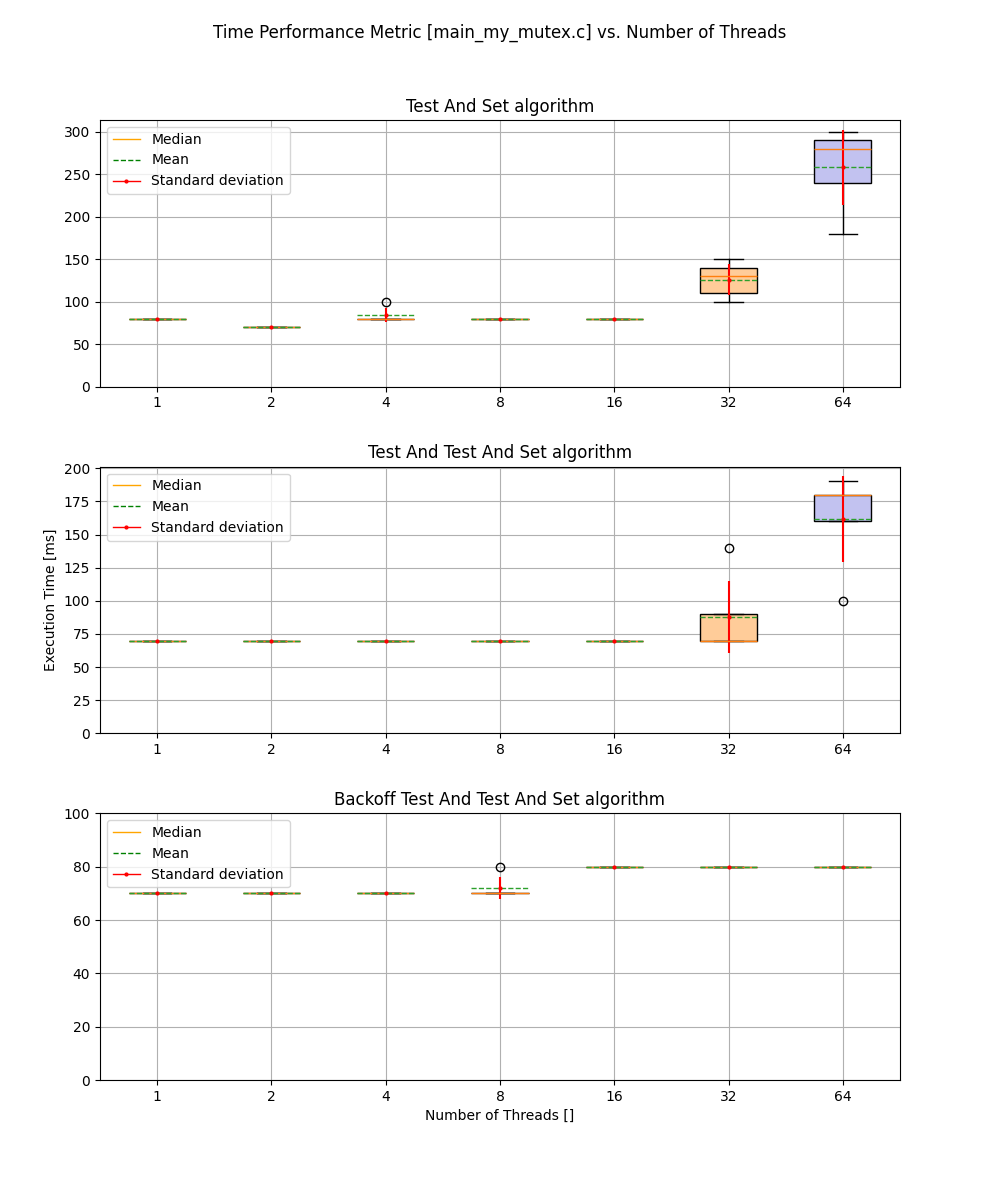 Time Performance Metric [main_my_mutex.c] vs. Number of Threads
Test And Set algorithm
Median
Mean
Standard deviation
300
250
200
150
100
50
0
1 2 4 8 16 32 64
Test And Test And Set algorithm
Median
Mean
Standard deviation
Execution Time [ms]
200
175
150
125
100
75
50
25
0
1 2 4 8 16 32 64
Backoff Test And Test And Set algorithm
Median
Mean
Standard deviation
100
80
60
40
20
0
1 2 4 8 16 32 64
Number of Threads []